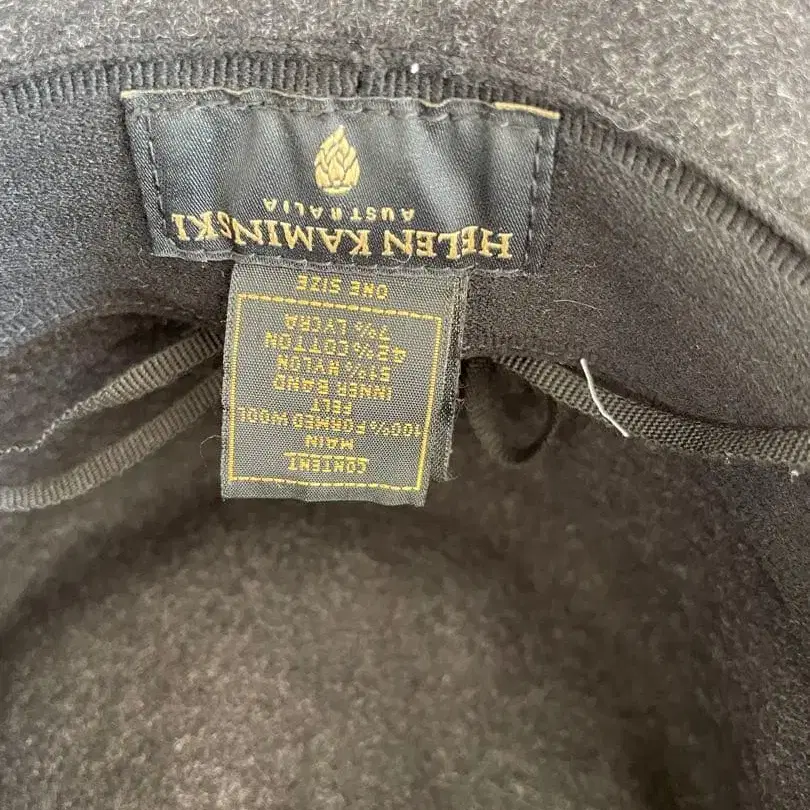 CONTENT
MAIN
100% FORMED WOOL
FELT
INNER BAND
51% NYLON
42% COTTON
7% LYCRA
ONE SIZE
HELEN KAMINSKI
AUSTRALIA